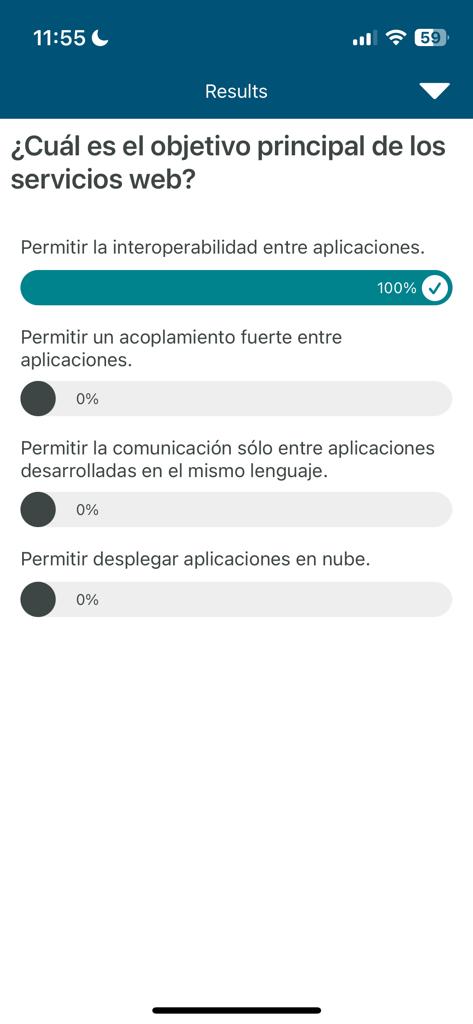 11:55
59
Results
¿Cuál es el objetivo principal de los
servicios web?
Permitir la interoperabilidad entre aplicaciones.
100%
Permitir un acoplamiento fuerte entre
aplicaciones.
0%
Permitir la comunicación sólo entre aplicaciones
desarrolladas en el mismo lenguaje.
0%
Permitir desplegar aplicaciones en nube.
0%